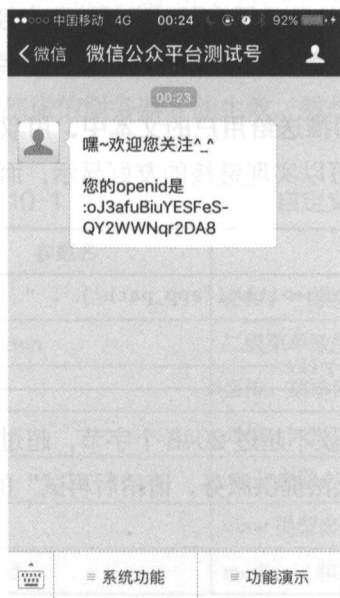 中国移动 4G 00:24 92%
微信 微信公众平台测试号
00:23
嘿~欢迎您关注^_^
您的openid是
:oJ3afuBiuYESFeS-
QY2WWNqr2DA8
系统功能 功能演示